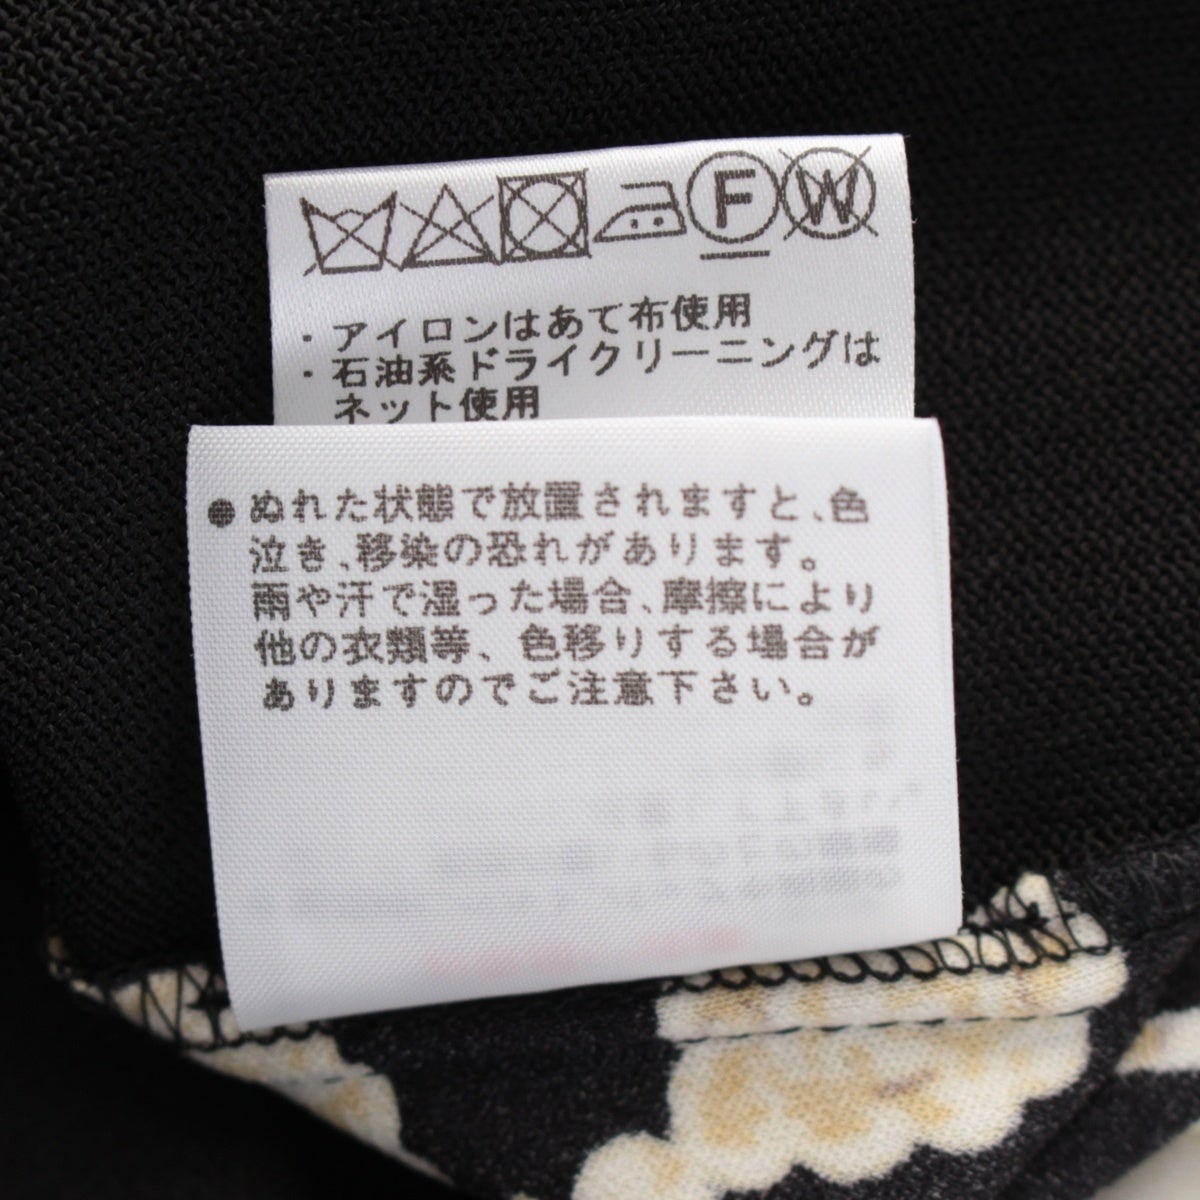 F W
・アイロンはあて布使用
・石油系ドライクリーニングは
ネット使用
● ぬれた状態で放置されますと、色
泣き、移染の恐れがあります。
雨や汗で湿った場合、摩擦により
他の衣類等、色移りする場合が
ありますのでご注意下さい。